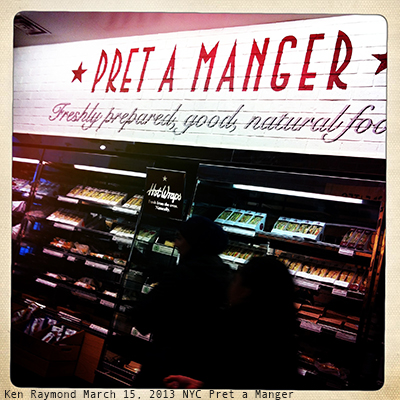 PRET A MANGER
Freshly prepared, good, natural foo
Hot Wraps
Ken Raymond March 15, 2013 NYC Pret a Manger